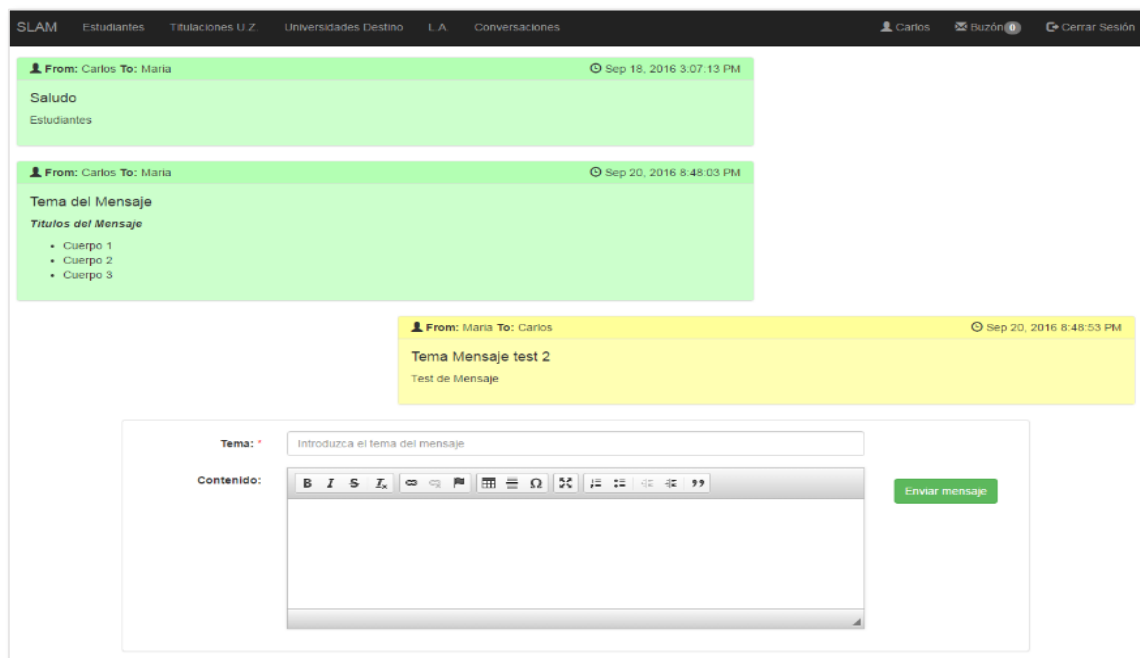 SLAM Estudiantes Titulaciones U.Z. Universidades Destino L.A. Conversaciones Carlos Buzón 0 Cerrar Sesión
From: Carlos To: Maria Sep 18, 2016 3:07:13 PM
Saludo
Estudiantes
From: Carlos To: Maria Sep 20, 2016 8:48:03 PM
Tema del Mensaje
Titulos del Mensaje
• Cuerpo 1
• Cuerpo 2
• Cuerpo 3
From: Maria To: Carlos Sep 20, 2016 8:48:53 PM
Tema Mensaje test 2
Test de Mensaje
Tema: * Introduzca el tema del mensaje
Contenido: B I S Ix Ω
Enviar mensaje